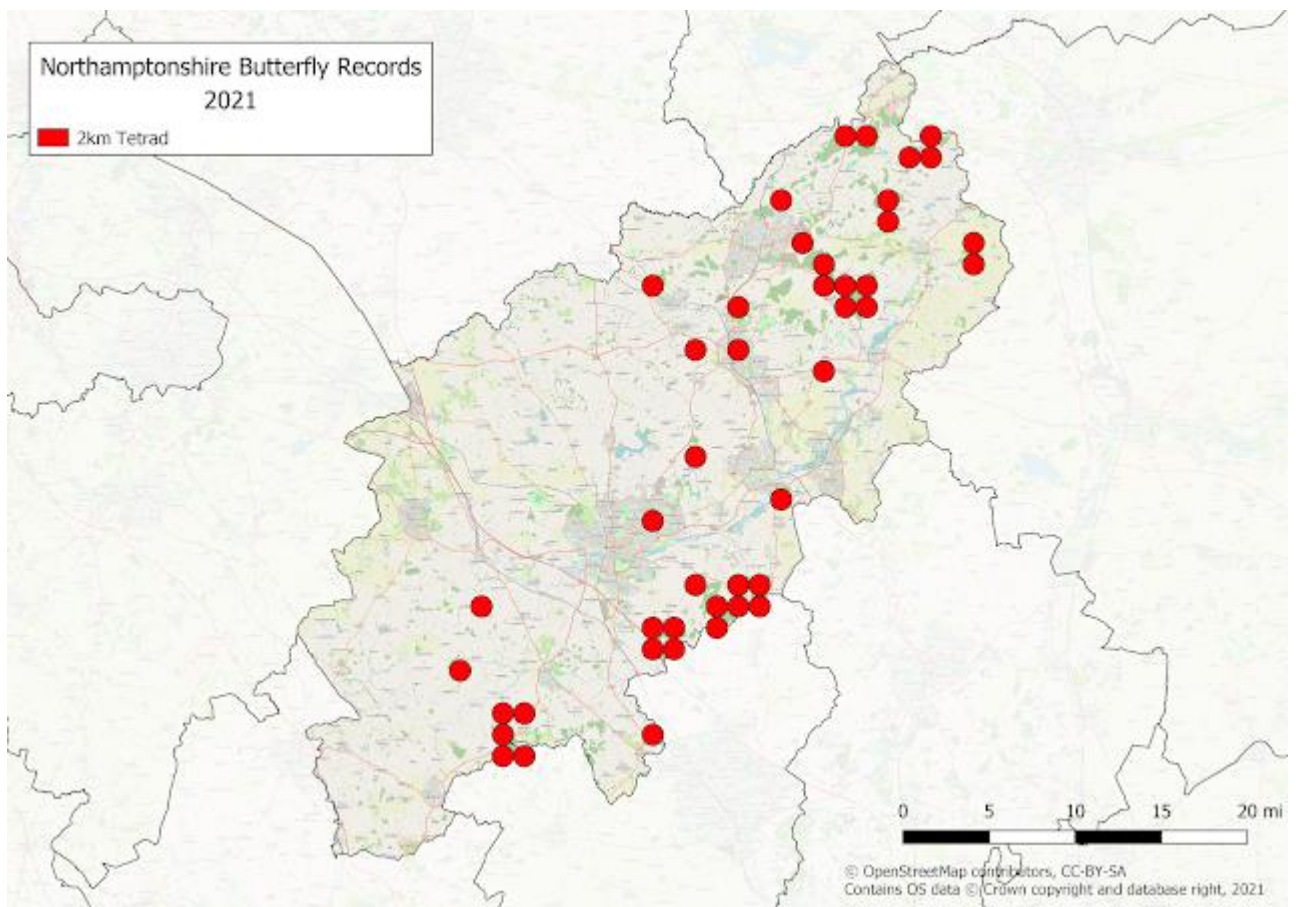 Northamptonshire Butterfly Records
2021
2km Tetrad
0 5 10 15 20 mi
© OpenStreetMap contributors, CC-BY-SA
Contains OS data © Crown copyright and database right, 2021